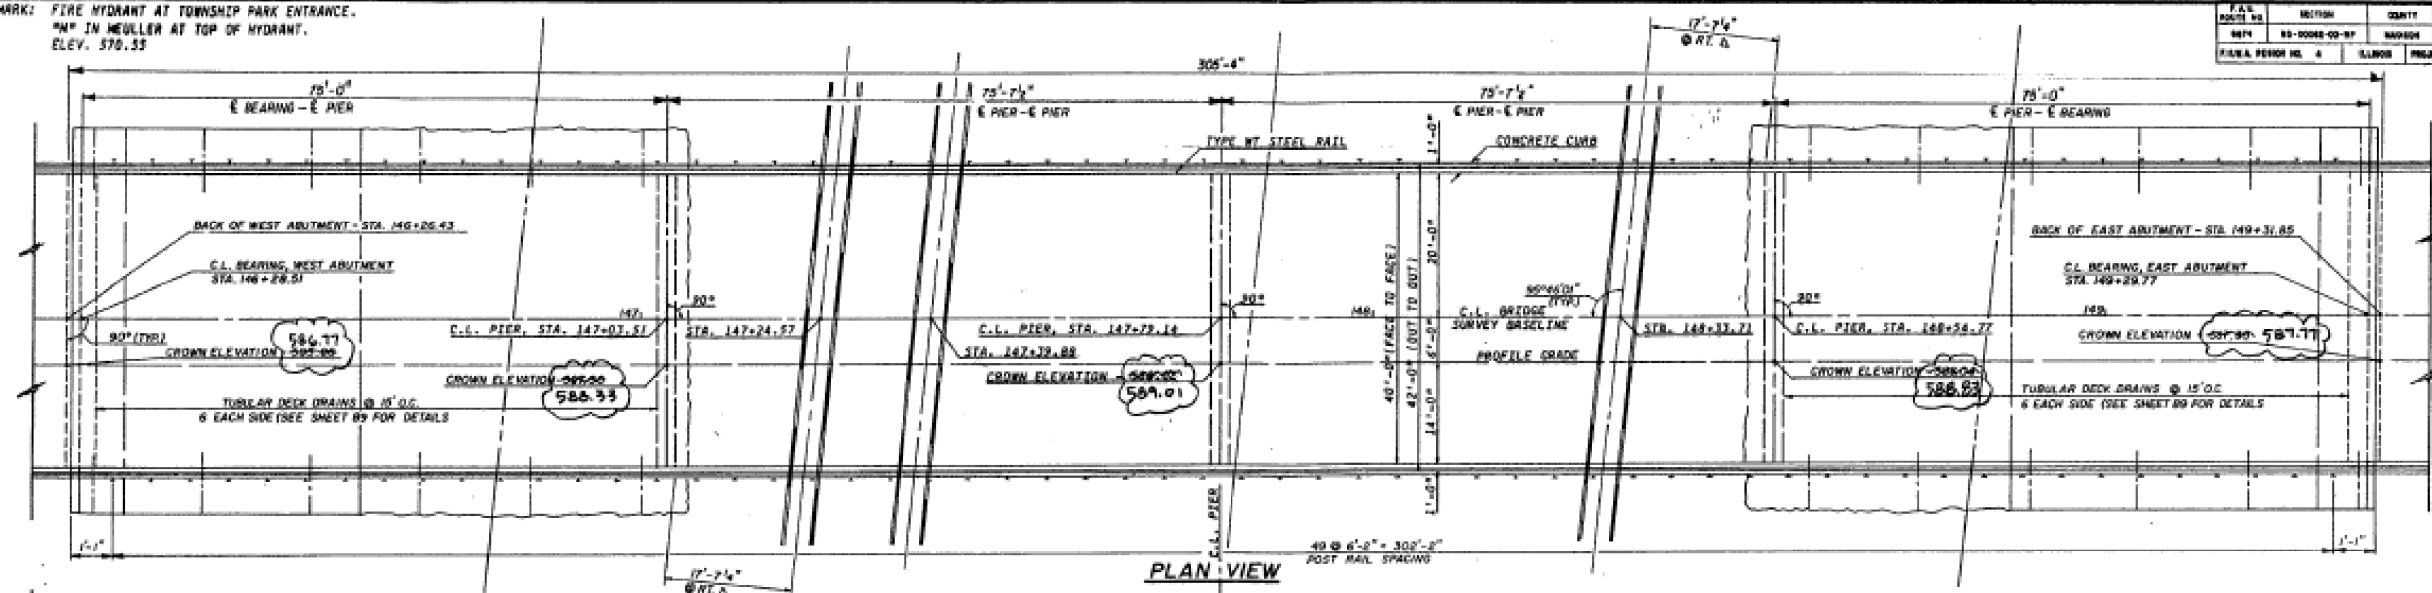 MARK: FIRE HYDRANT AT TOWNSHIP PARK ENTRANCE.
"M" IN MEULLER AT TOP OF HYDRANT.
ELEV. 570.55
SECTION
COUNTY
ILLINOIS
305'-4"
17'-7¼"
@ RT.
75'-0"
℄ BEARING - ℄ PIER
75'-7½"
℄ PIER-℄ PIER
75'-7½"
℄ PIER-℄ PIER
75'-0"
℄ PIER-℄ BEARING
TYPE WT STEEL RAIL
1'-0"
CONCRETE CURB
BACK OF WEST ABUTMENT - STA. 146+26.43
C.L. BEARING, WEST ABUTMENT
STA. 146+28.51
90° (TYP.)
CROWN ELEVATION
586.77
147
90°
C.L. PIER, STA. 147+03.51
CROWN ELEVATION
588.33
STA. 147+24.57
STA. 147+39.88
C.L. PIER, STA. 147+79.14
90°
CROWN ELEVATION
589.01
40'-0" (FACE TO FACE)
42'-0" (OUT TO OUT)
20'-0"
6'-0"
14'-0"
1'-0"
148
C.L. BRIDGE
SURVEY BASELINE
PROFILE GRADE
(TYP.)
STA. 148+33.71
90°
C.L. PIER, STA. 148+54.77
CROWN ELEVATION
588.83
BACK OF EAST ABUTMENT - STA. 149+31.85
C.L. BEARING, EAST ABUTMENT
STA. 149+29.77
149
CROWN ELEVATION
587.77
TUBULAR DECK DRAINS @ 15' O.C.
6 EACH SIDE (SEE SHEET B9 FOR DETAILS
TUBULAR DECK DRAINS @ 15' O.C.
6 EACH SIDE (SEE SHEET B9 FOR DETAILS
1'-1"
17'-7¼"
@ RT.
C.L. PIER
49 @ 6'-2" = 302'-2"
POST RAIL SPACING
1'-1"
PLAN VIEW